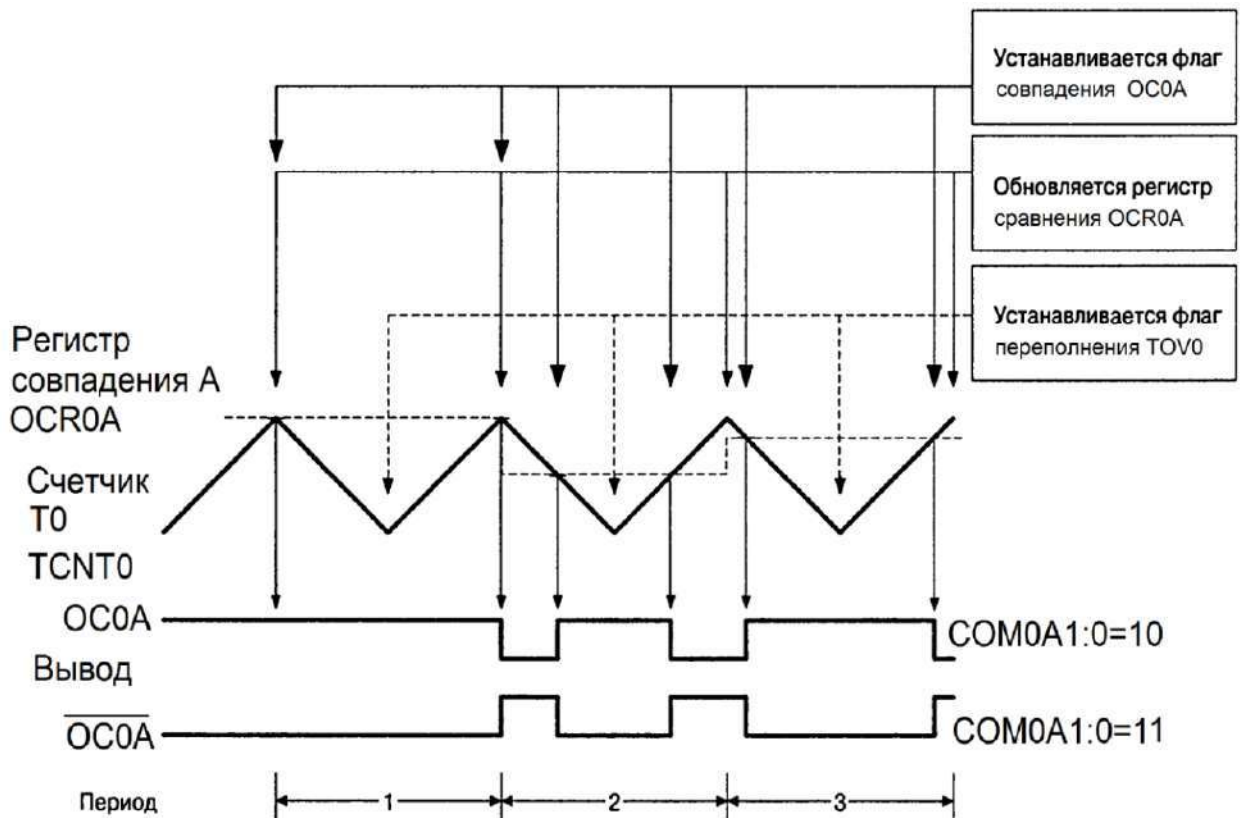 Устанавливается флаг
совпадения OC0A
Обновляется регистр
сравнения OCR0A
Устанавливается флаг
переполнения TOV0
Регистр
совпадения А
OCR0A
Счетчик
T0
TCNT0
OC0A
COM0A1:0=10
Вывод
OC0A
COM0A1:0=11
Период
1
2
3